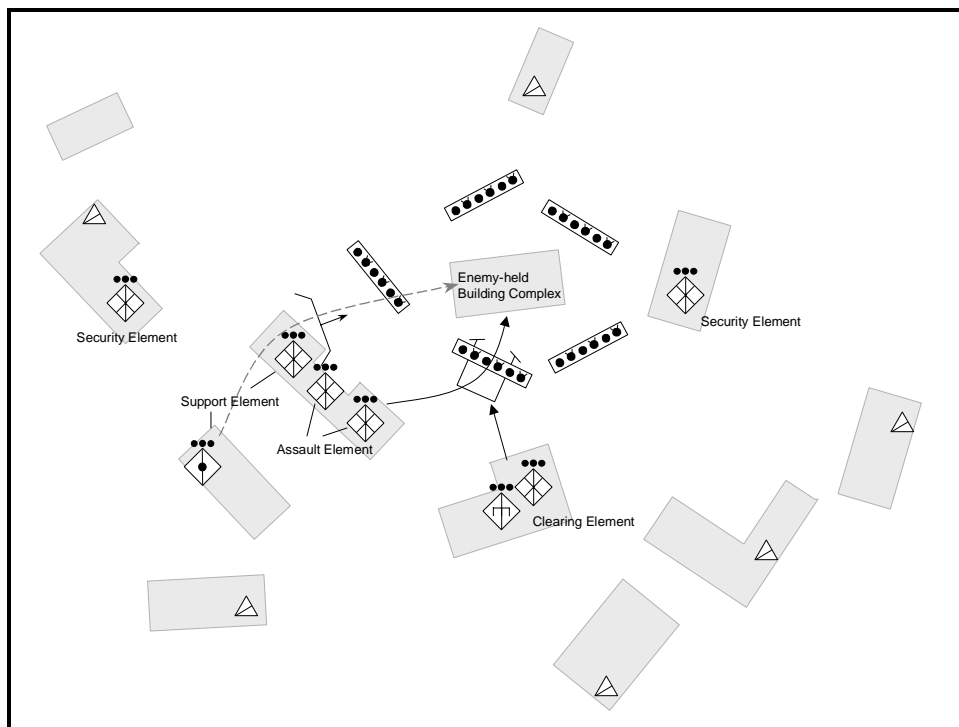 Enemy-held
Building Complex
Security Element
Security Element
Support Element
Assault Element
Clearing Element